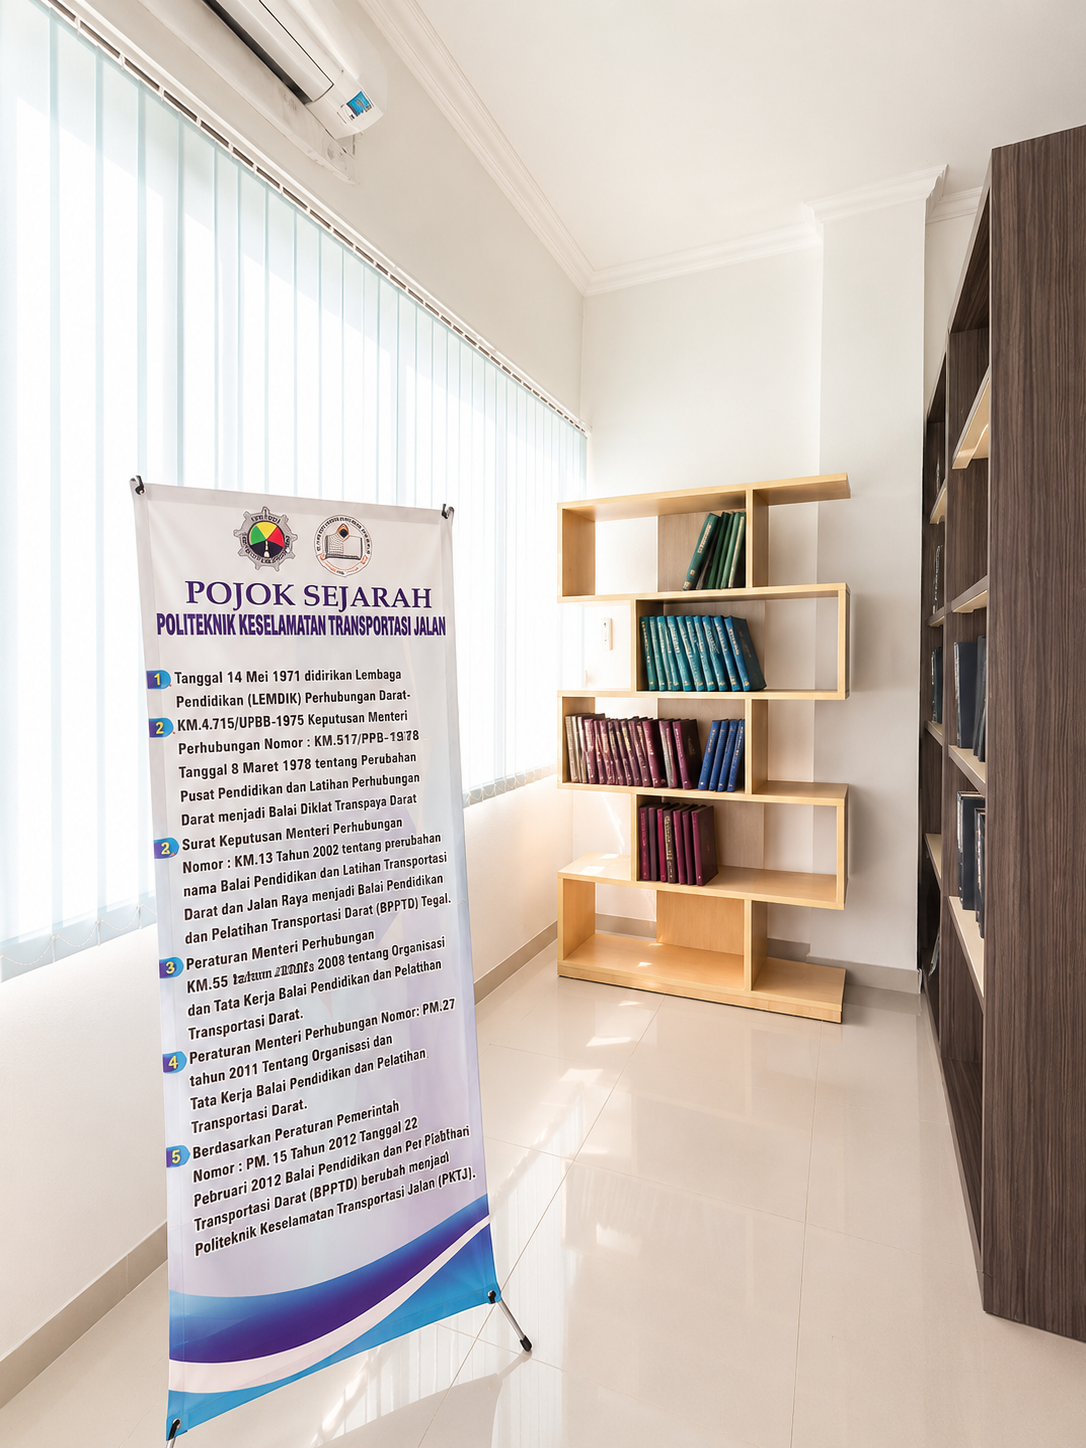 POJOK SEJARAH
POLITEKNIK KESELAMATAN TRANSPORTASI JALAN
1 Tanggal 14 Mei 1971 didirikan Lembaga
Pendidikan (LEMDIK) Perhubungan Darat-
2 KM.4.715/UPBB-1975 Keputusan Menteri
Perhubungan Nomor : KM.517/PPB-1978
Tanggal 8 Maret 1978 tentang Perubahan
Pusat Pendidikan dan Latihan Perhubungan
Darat menjadi Balai Diklat Transpaya Darat
2 Surat Keputusan Menteri Perhubungan
Nomor : KM.13 Tahun 2002 tentang prerubahan
nama Balai Pendidikan dan Latihan Transportasi
Darat dan Jalan Raya menjadi Balai Pendidikan
dan Pelatihan Transportasi Darat (BPPTD) Tegal.
3 Peraturan Menteri Perhubungan
KM.55 2008 tentang Organisasi
dan Tata Kerja Balai Pendidikan dan Pelatihan
Transportasi Darat.
4 Peraturan Menteri Perhubungan Nomor: PM.27
tahun 2011 Tentang Organisasi dan
Tata Kerja Balai Pendidikan dan Pelatihan
Transportasi Darat.
5 Berdasarkan Peraturan Pemerintah
Nomor : PM. 15 Tahun 2012 Tanggal 22
Pebruari 2012 Balai Pendidikan dan Per
Transportasi Darat (BPPTD) berubah menjadi
Politeknik Keselamatan Transportasi Jalan (PKTJ).